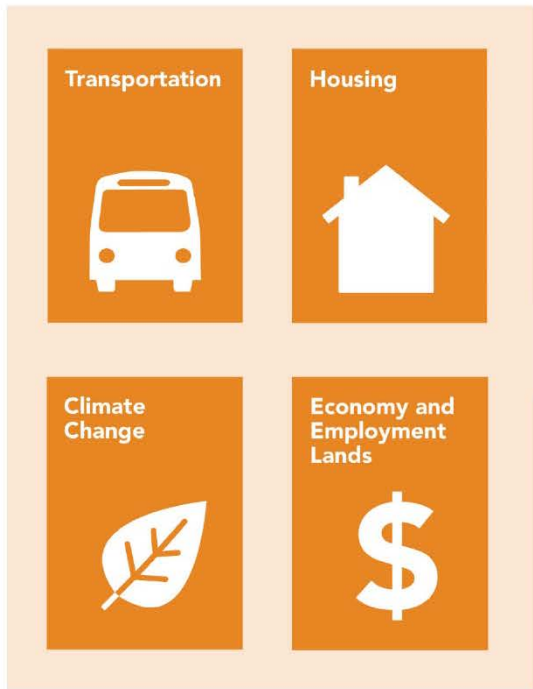 Transportation
Housing
Climate
Change
Economy and
Employment
Lands
$